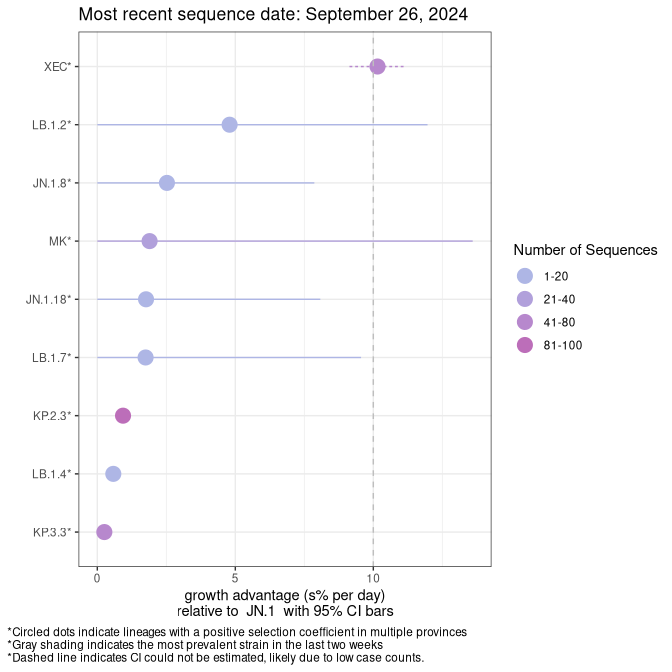 Most recent sequence date: September 26, 2024
XEC*
LB.1.2*
JN.1.8*
MK*
JN.1.18*
LB.1.7*
KP.2.3*
LB.1.4*
KP.3.3*
0 5 10
growth advantage (s% per day)
relative to JN.1 with 95% CI bars
Number of Sequences
1-20
21-40
41-80
81-100
*Circled dots indicate lineages with a positive selection coefficient in multiple provinces
*Gray shading indicates the most prevalent strain in the last two weeks
*Dashed line indicates CI could not be estimated, likely due to low case counts.